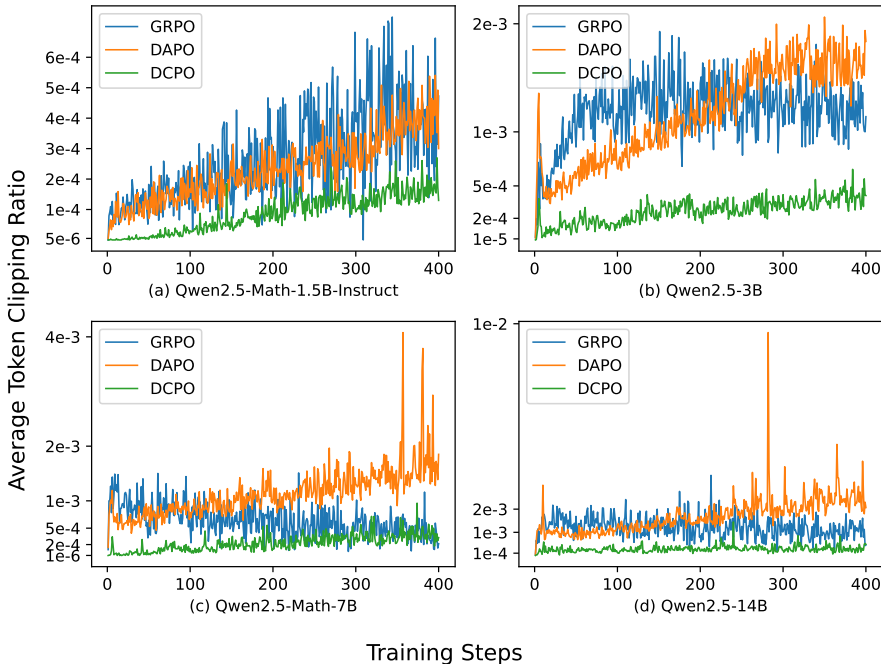 Average Token Clipping Ratio
6e-4
5e-4
4e-4
3e-4
2e-4
1e-4
5e-6
GRPO
DAPO
DCPO
0 100 200 300 400
(a) Qwen2.5-Math-1.5B-Instruct
2e-3
1e-3
5e-4
2e-4
1e-5
GRPO
DAPO
DCPO
0 100 200 300 400
(b) Qwen2.5-3B
4e-3
2e-3
1e-3
5e-4
2e-4
1e-6
GRPO
DAPO
DCPO
0 100 200 300 400
(c) Qwen2.5-Math-7B
1e-2
2e-3
1e-3
1e-4
GRPO
DAPO
DCPO
0 100 200 300 400
(d) Qwen2.5-14B
Training Steps